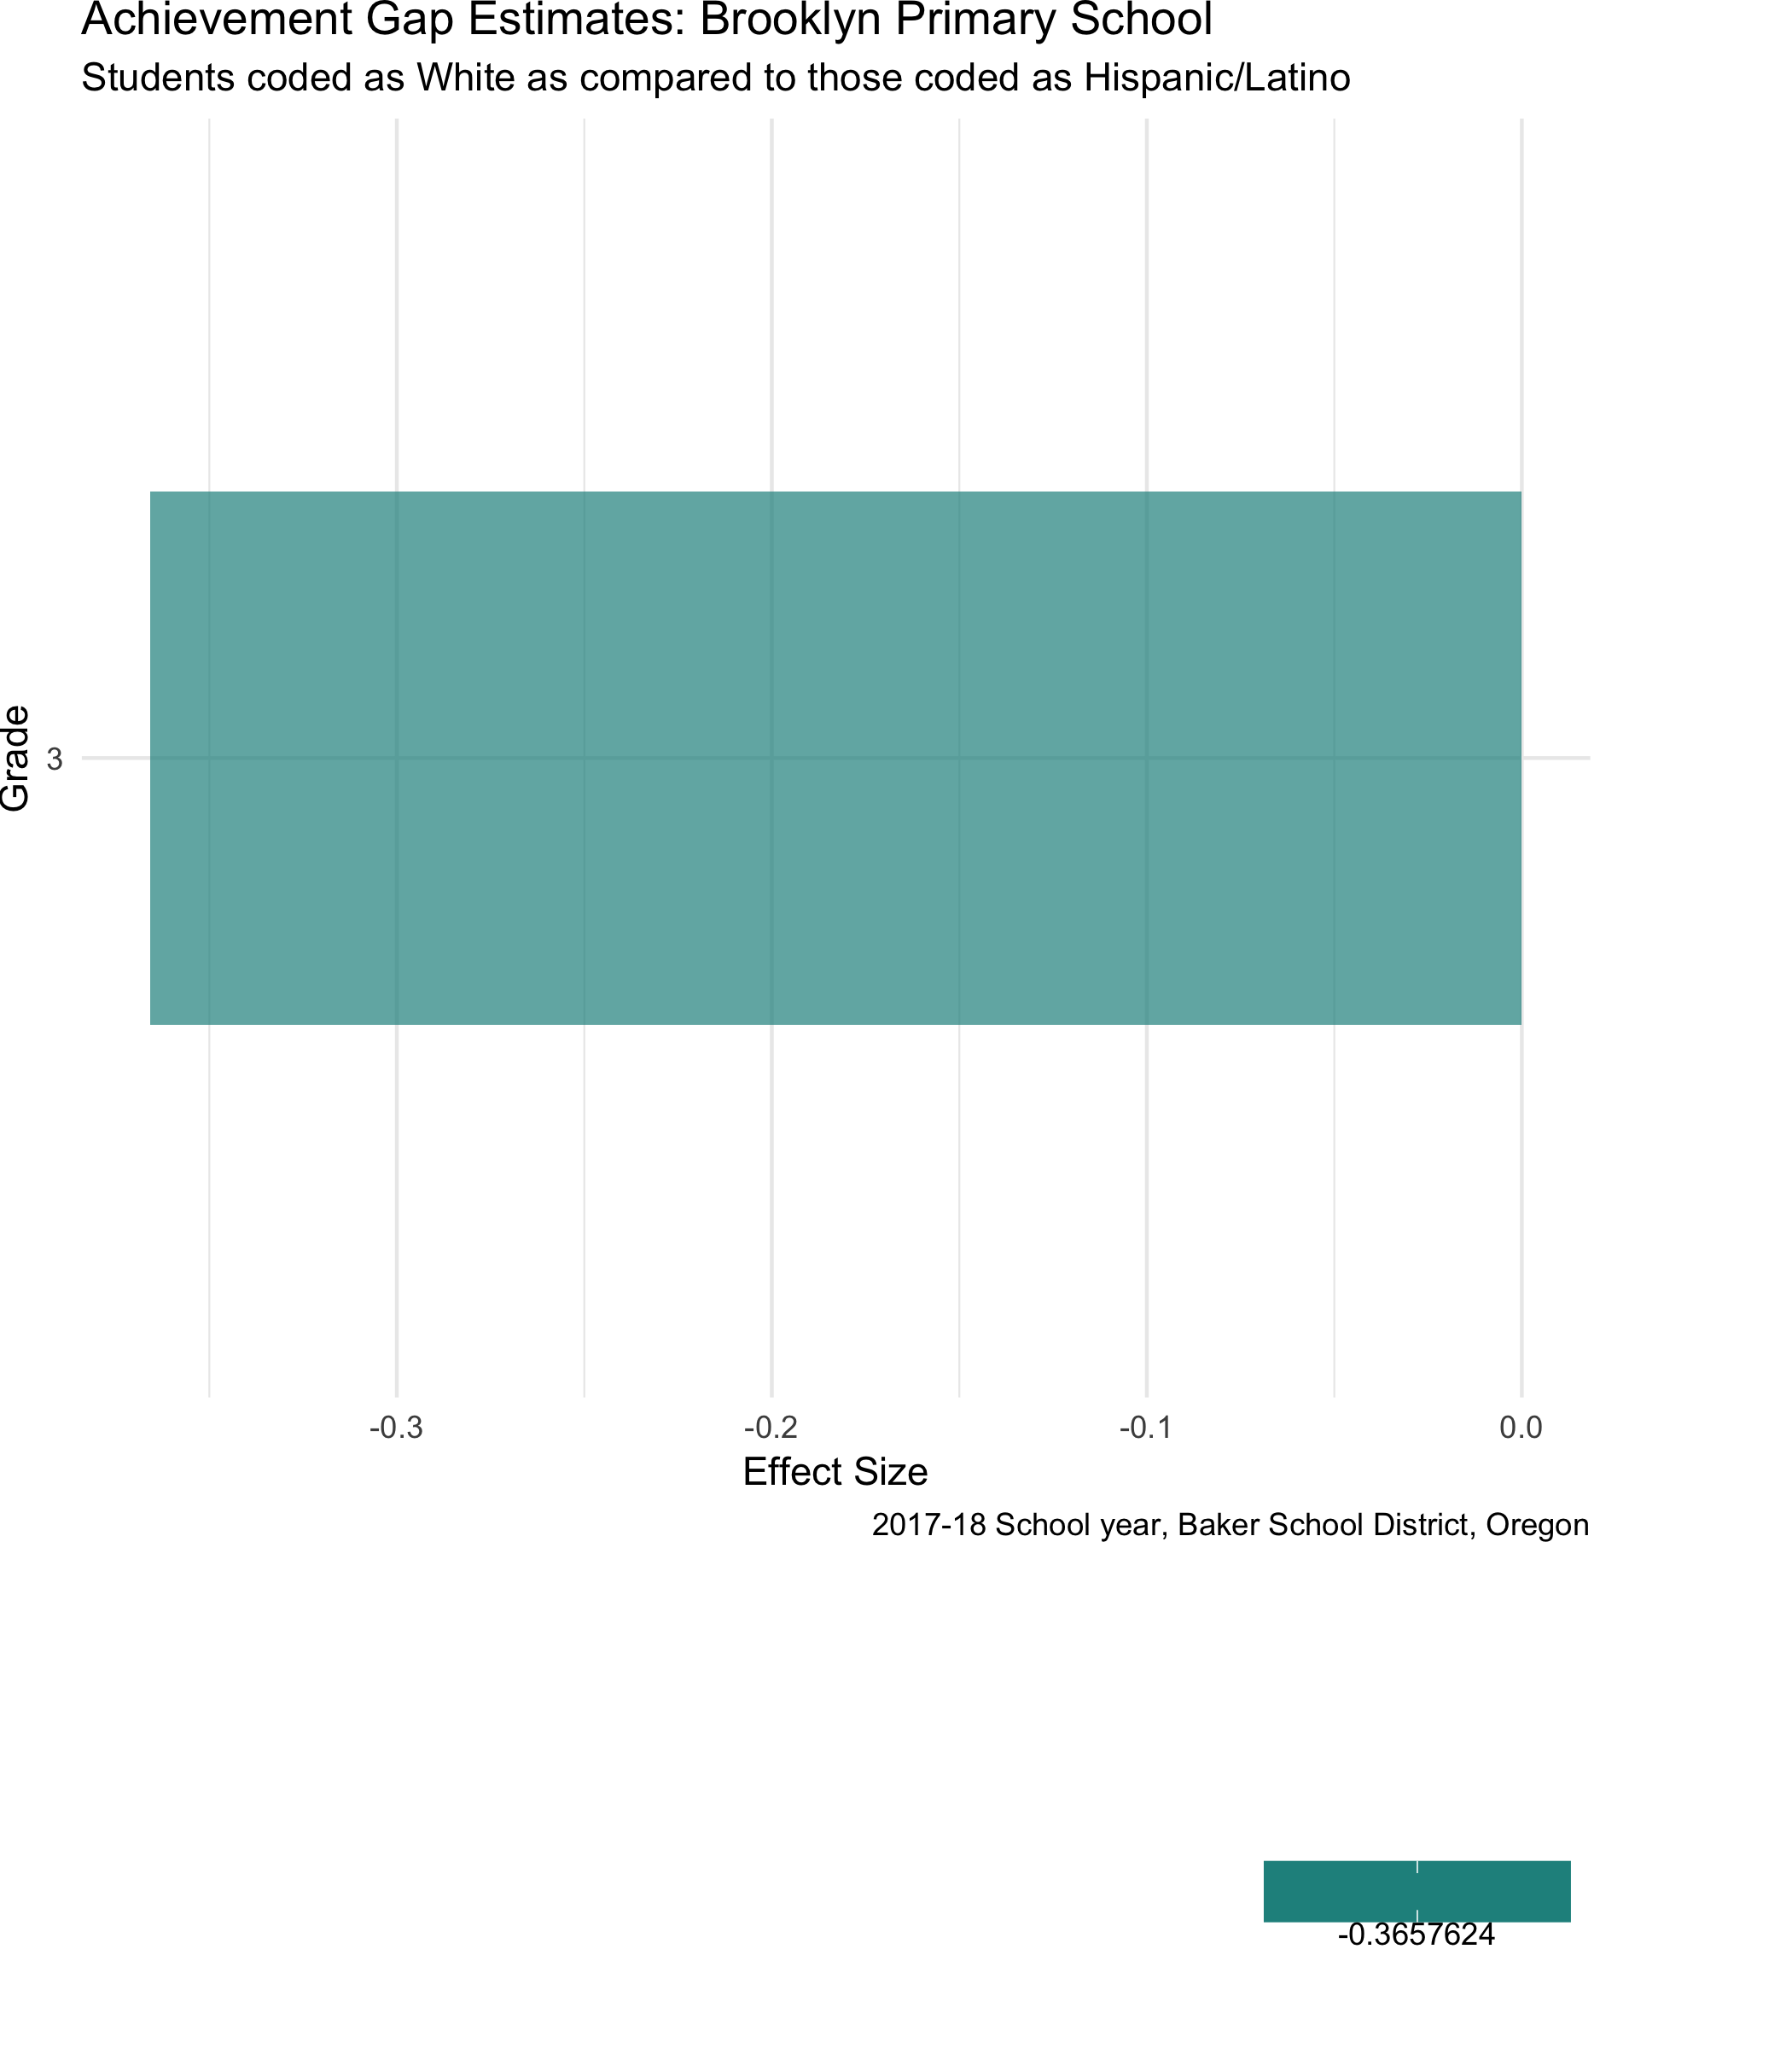 Achievement Gap Estimates: Brooklyn Primary School
Students coded as White as compared to those coded as Hispanic/Latino
Grade
3
-0.3
-0.2
-0.1
0.0
Effect Size
2017-18 School year, Baker School District, Oregon
-0.3657624